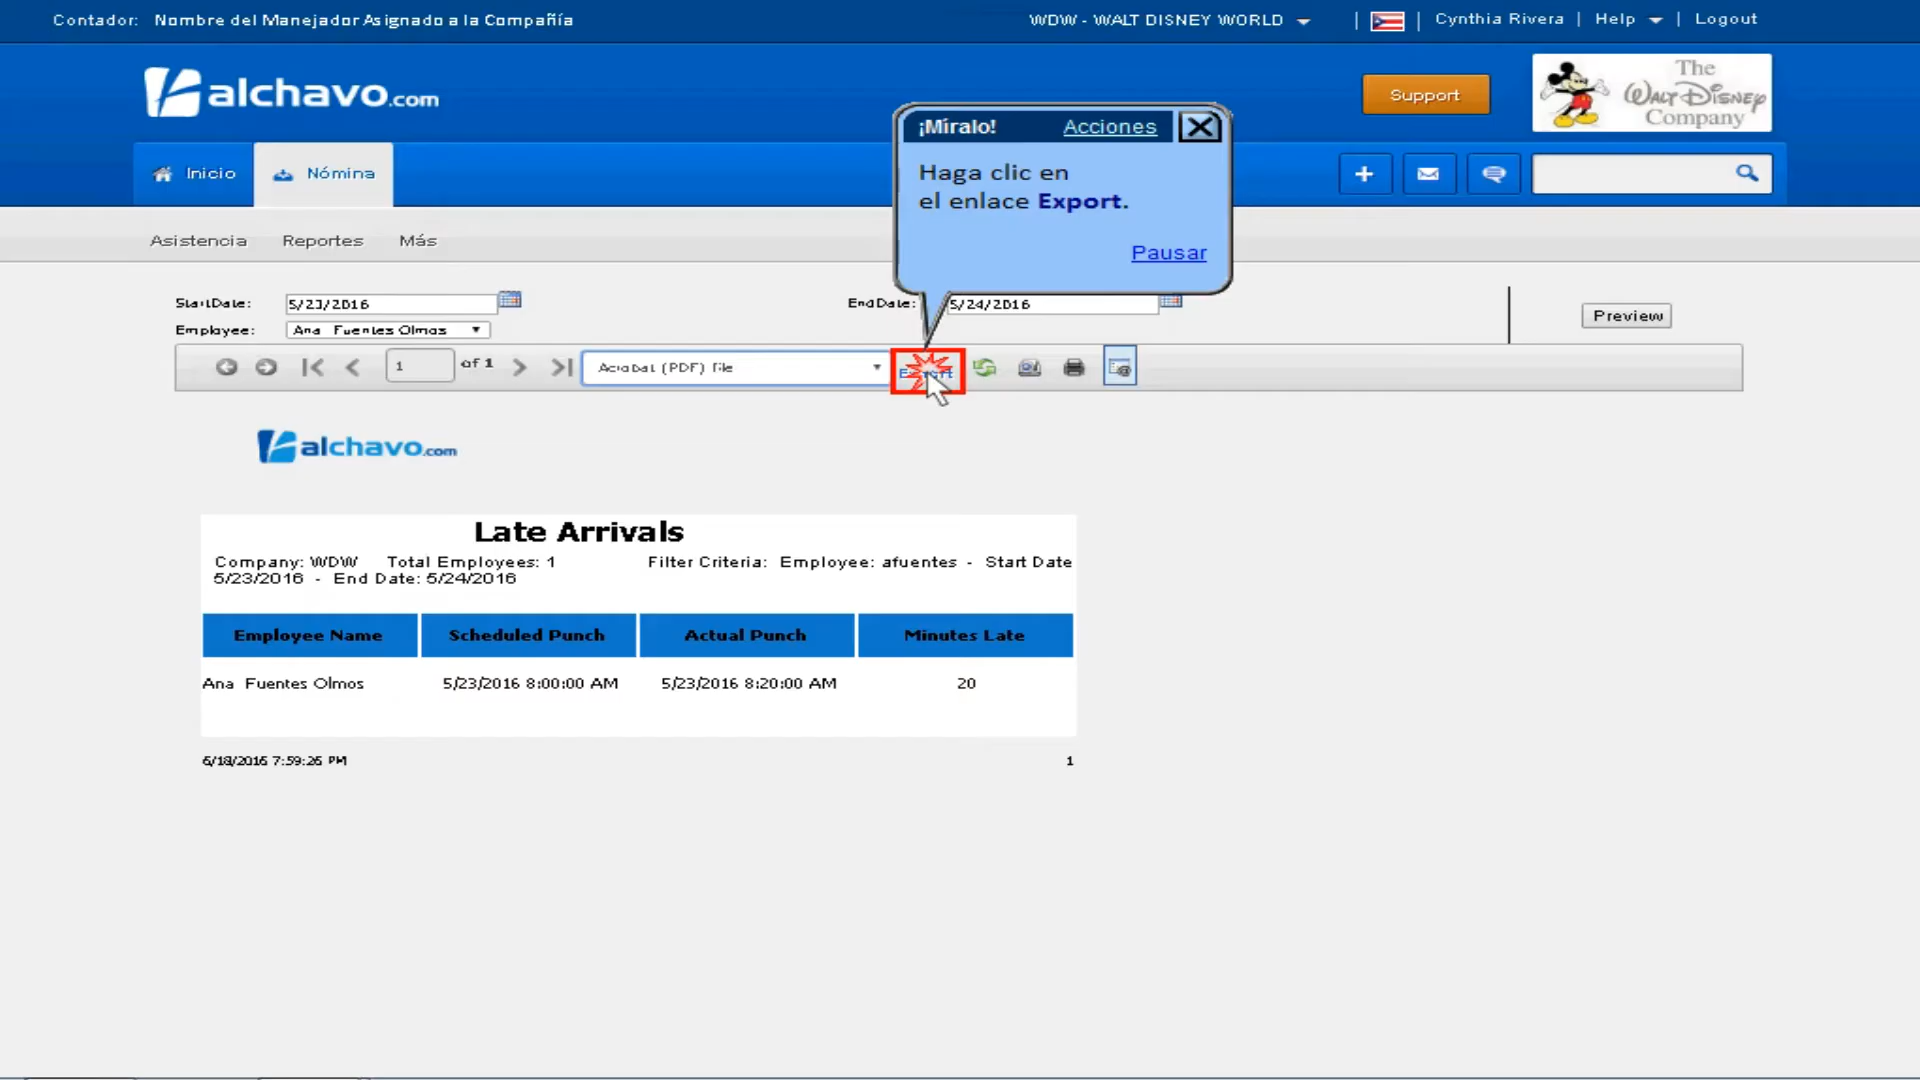 Contador: Nombre del Manejador Asignado a la Compañía
WDW - WALT DISNEY WORLD | | Cynthia Rivera | Help | Logout
alchavo.com
Support
The
WALT DISNEY
Company
¡Míralo! Acciones
Haga clic en
el enlace Export.
Pausar
Inicio Nómina
Asistencia Reportes Más
StartDate: 5/23/2016 EndDate: 5/24/2016
Employee: Ana Fuentes Olmos
Preview
1 of 1 Acrobat (PDF) file
alchavo.com
Late Arrivals
Company: WDW Total Employees: 1 Filter Criteria: Employee: afuentes - Start Date
5/23/2016 - End Date: 5/24/2016
Employee Name Scheduled Punch Actual Punch Minutes Late
Ana Fuentes Olmos 5/23/2016 8:00:00 AM 5/23/2016 8:20:00 AM 20
6/18/2016 7:59:26 PM 1